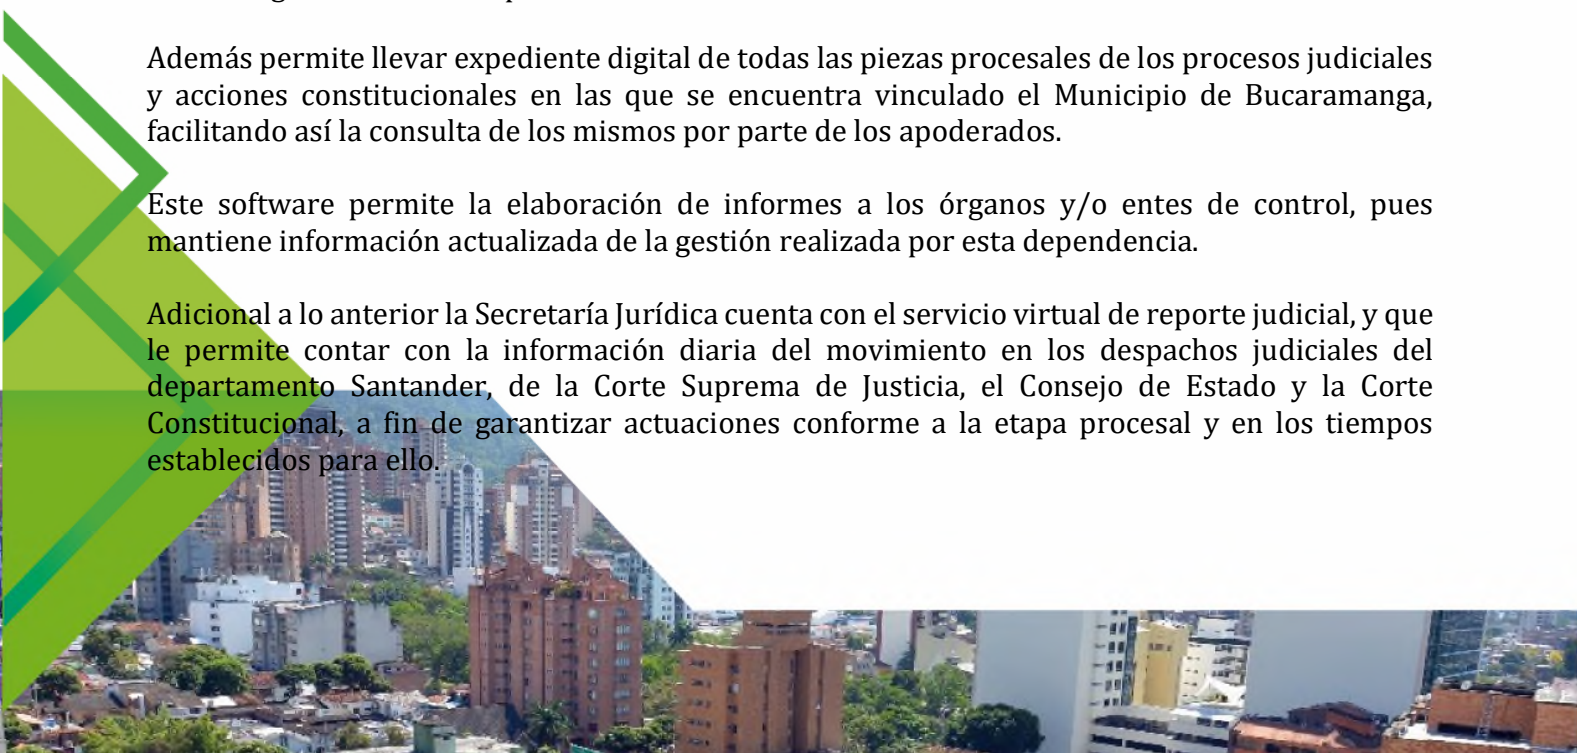 Además permite llevar expediente digital de todas las piezas procesales de los procesos judiciales
y acciones constitucionales en las que se encuentra vinculado el Municipio de Bucaramanga,
facilitando así la consulta de los mismos por parte de los apoderados.
Este software permite la elaboración de informes a los órganos y/o entes de control, pues
mantiene información actualizada de la gestión realizada por esta dependencia.
Adicional a lo anterior la Secretaría Jurídica cuenta con el servicio virtual de reporte judicial, y que
le permite contar con la información diaria del movimiento en los despachos judiciales del
departamento Santander, de la Corte Suprema de Justicia, el Consejo de Estado y la Corte
Constitucional, a fin de garantizar actuaciones conforme a la etapa procesal y en los tiempos
establecidos para ello.